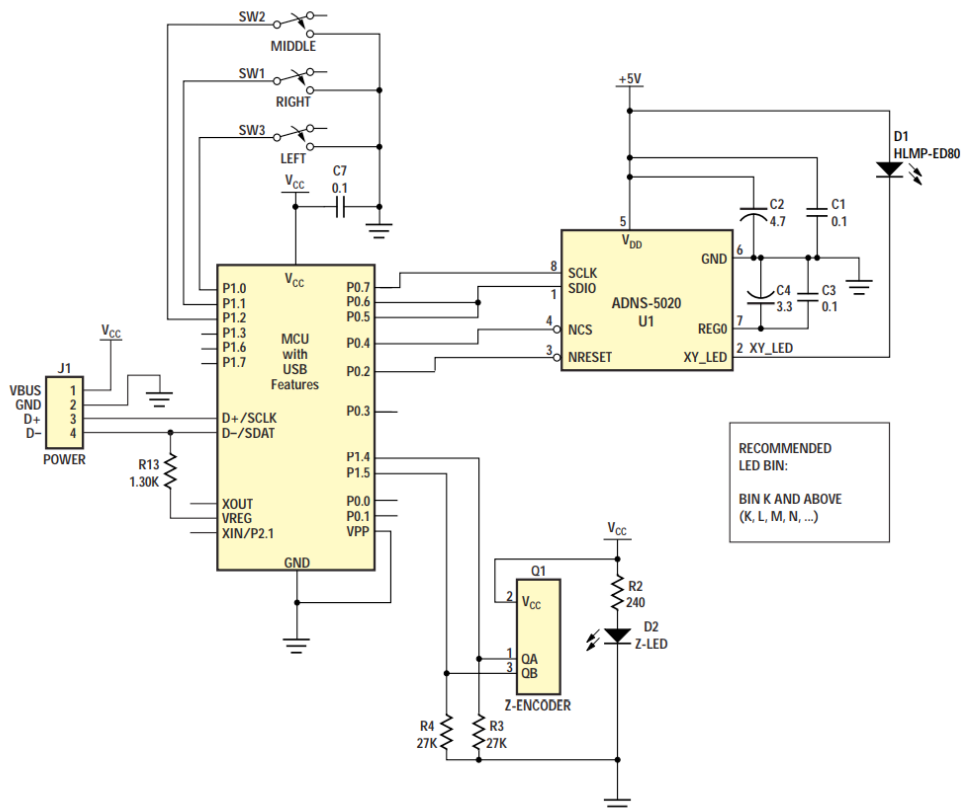 SW2
MIDDLE
SW1
RIGHT
SW3
LEFT
C7
0.1
VCC
+5V
D1
HLMP-ED80
C2
4.7
C1
0.1
5
VDD
GND
6
8
SCLK
1
SDIO
ADNS-5020
U1
C4
3.3
C3
0.1
4
NCS
REG0
7
3
NRESET
XY_LED
2
XY_LED
VCC
P1.0
P1.1
P1.2
P1.3
P1.6
P1.7
P0.7
P0.6
P0.5
P0.4
P0.2
MCU
with
USB
Features
P0.3
D+/SCLK
D–/SDAT
P1.4
P1.5
XOUT
VREG
XIN/P2.1
P0.0
P0.1
VPP
GND
VCC
J1
VBUS
1
GND
2
D+
3
D–
4
POWER
R13
1.30K
RECOMMENDED
LED BIN:
BIN K AND ABOVE
(K, L, M, N, ...)
VCC
Q1
2
VCC
R2
240
D2
Z-LED
1
QA
3
QB
Z-ENCODER
R4
27K
R3
27K